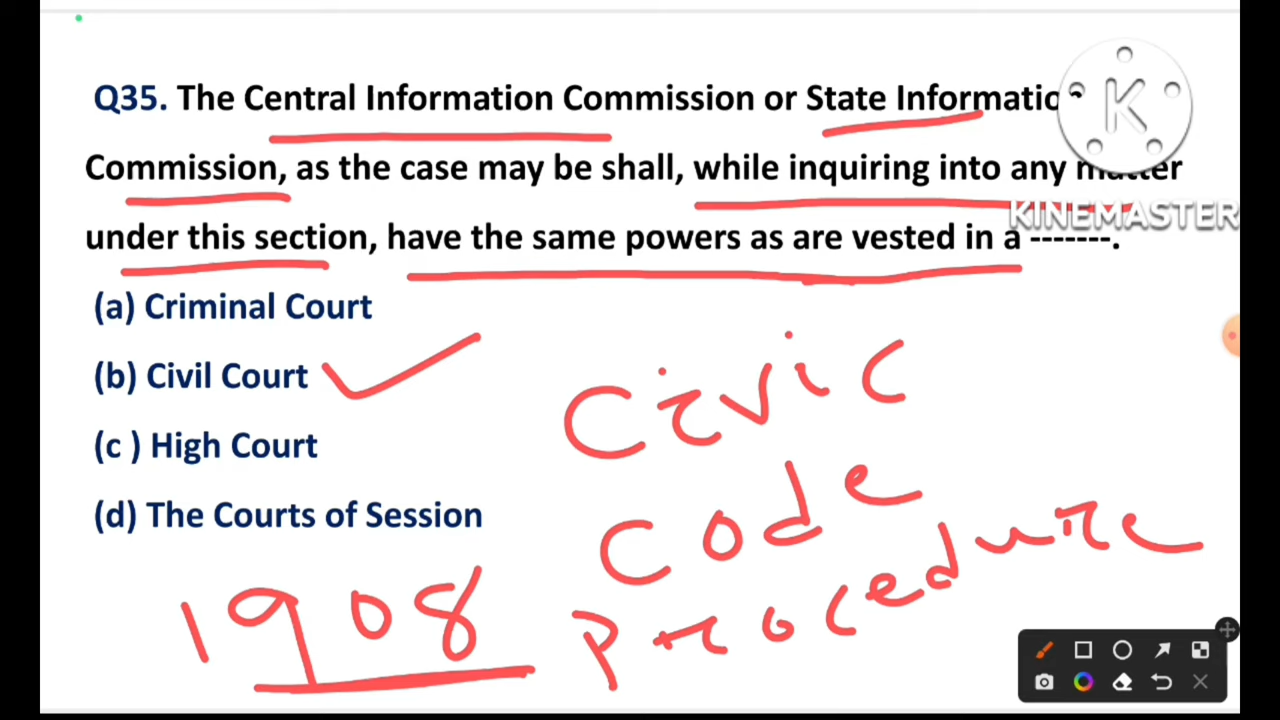 Q35. The Central Information Commission or State Informatio
Commission, as the case may be shall, while inquiring into any matter
under this section, have the same powers as are vested in a -------.
(a) Criminal Court
(b) Civil Court
(c ) High Court
(d) The Courts of Session
Civic
Code
Procedure
1908
K
KINEMASTER